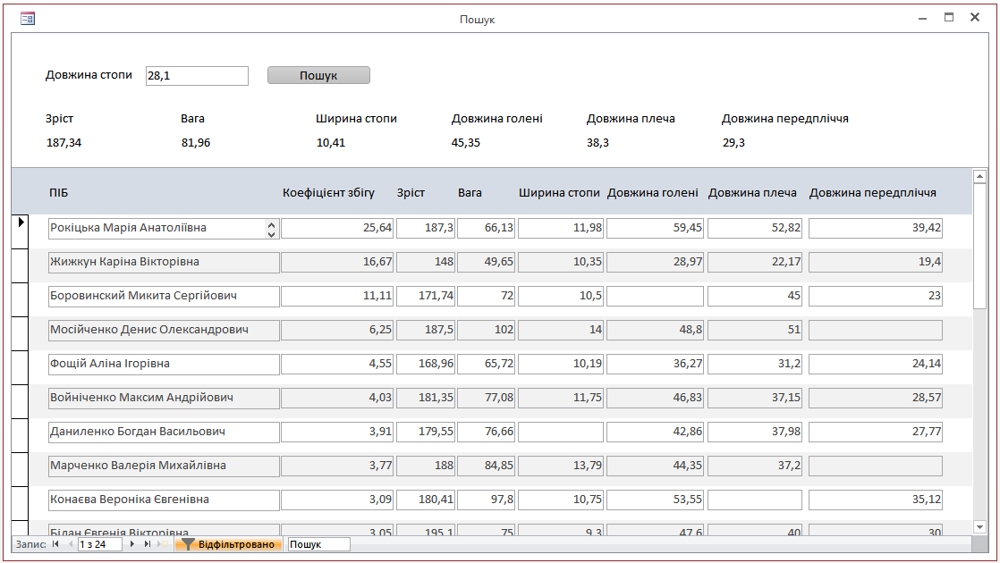 Пошук
Довжина стопи 28,1 Пошук
Зріст Вага Ширина стопи Довжина голені Довжина плеча Довжина передпліччя
187,34 81,96 10,41 45,35 38,3 29,3
ПІБ Коефіцієнт збігу Зріст Вага Ширина стопи Довжина голені Довжина плеча Довжина передпліччя
Рокіцька Марія Анатоліївна 25,64 187,3 66,13 11,98 59,45 52,82 39,42
Жижкун Каріна Вікторівна 16,67 148 49,65 10,35 28,97 22,17 19,4
Боровинский Микита Сергійович 11,11 171,74 72 10,5 45 23
Мосійченко Денис Олександрович 6,25 187,5 102 14 48,8 51
Фощій Аліна Ігорівна 4,55 168,96 65,72 10,19 36,27 31,2 24,14
Войніченко Максим Андрійович 4,03 181,35 77,08 11,75 46,83 37,15 28,57
Даниленко Богдан Васильович 3,91 179,55 76,66 42,86 37,98 27,77
Марченко Валерія Михайлівна 3,77 188 84,85 13,79 44,35 37,2
Конаєва Вероніка Євгенівна 3,09 180,41 97,8 10,75 53,55 35,12
Білан Євгенія Вікторівна 3,05 195,1 75 9,3 47,6 40 30
Запис: 1 з 24 Відфільтровано Пошук